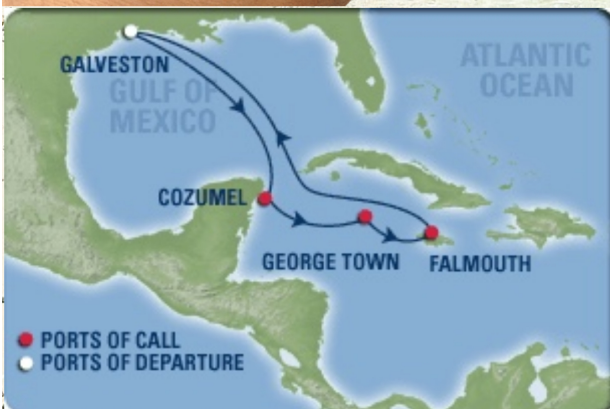 GALVESTON
GULF OF
MEXICO
ATLANTIC
OCEAN
COZUMEL
GEORGE TOWN
FALMOUTH
PORTS OF CALL
PORTS OF DEPARTURE